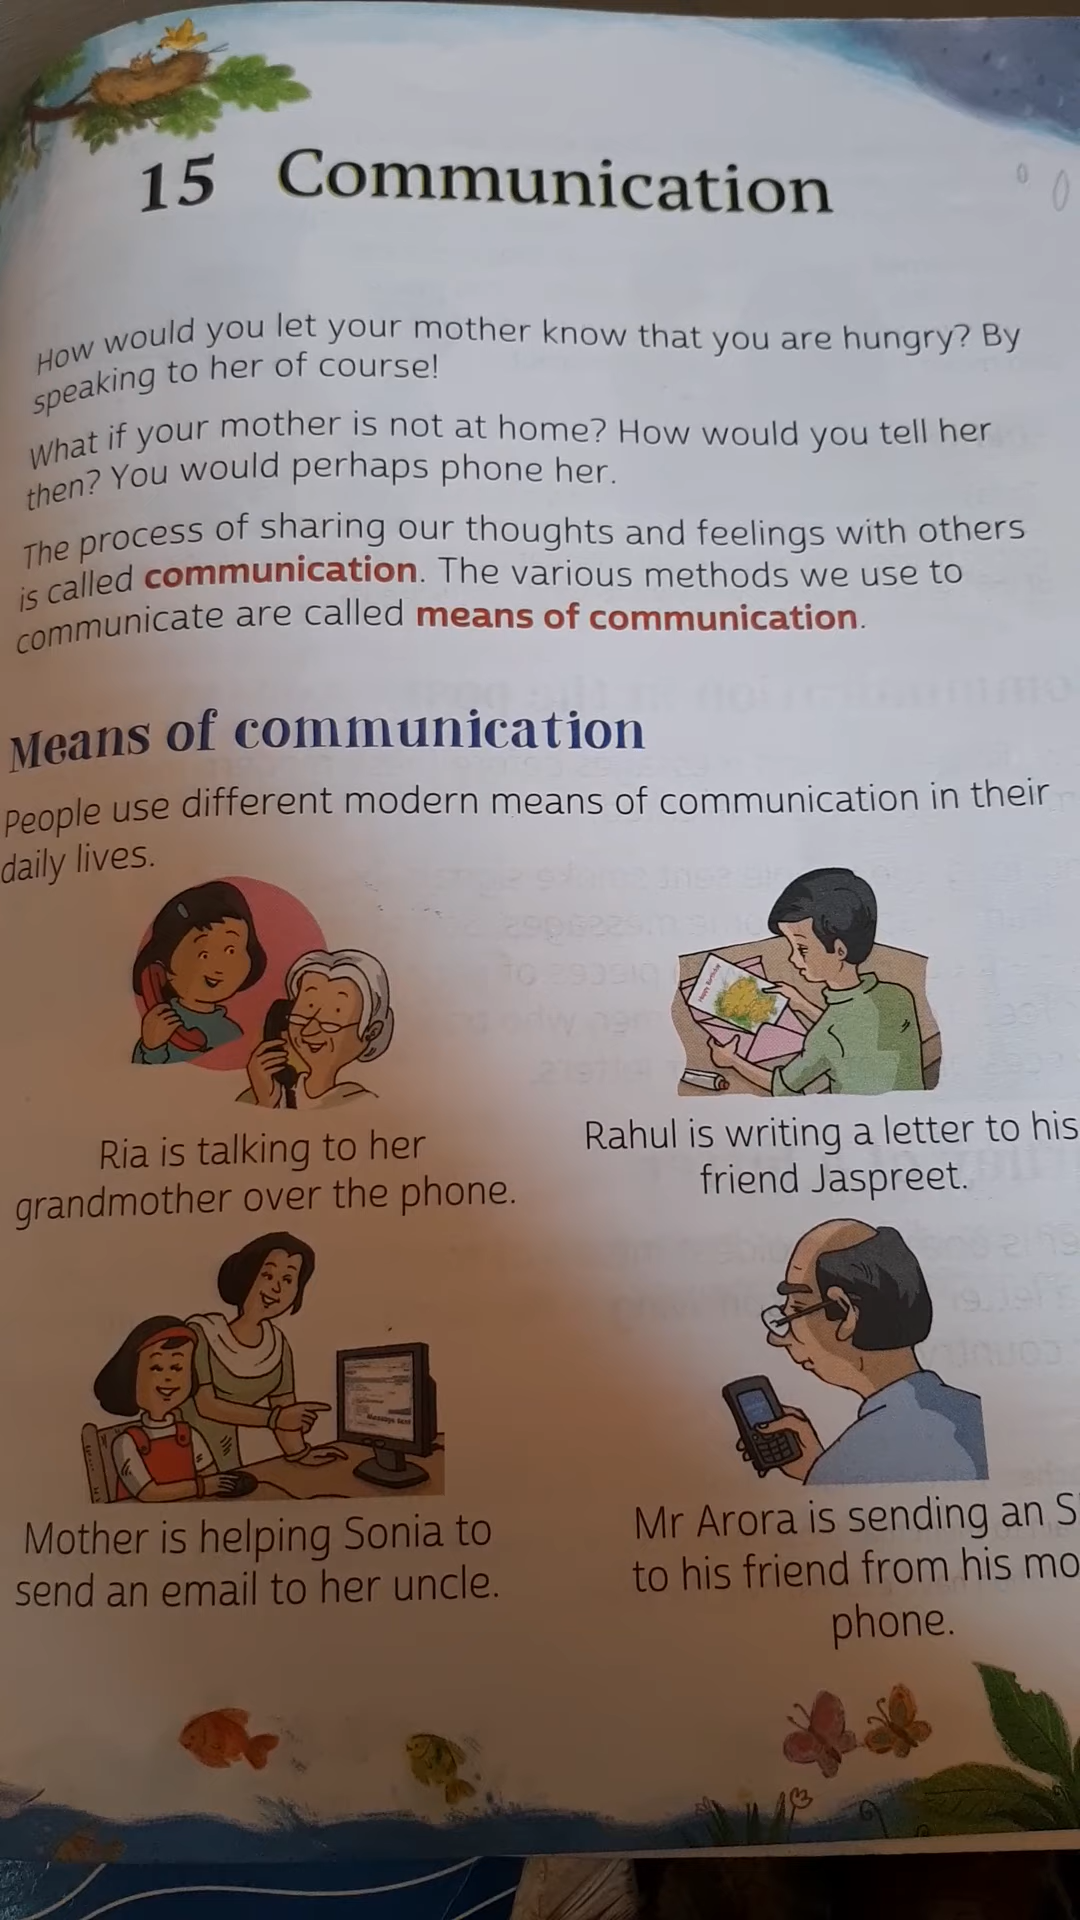 15 Communication
How would you let your mother know that you are hungry? By
speaking to her of course!
What if your mother is not at home? How would you tell her
then? You would perhaps phone her.
The process of sharing our thoughts and feelings with others
is called communication. The various methods we use to
communicate are called means of communication.
Means of communication
People use different modern means of communication in their
daily lives.
Happy Birthday
Ria is talking to her
grandmother over the phone.
Rahul is writing a letter to his
friend Jaspreet.
Message sent
Mother is helping Sonia to
send an email to her uncle.
Mr Arora is sending an S
to his friend from his mo
phone.